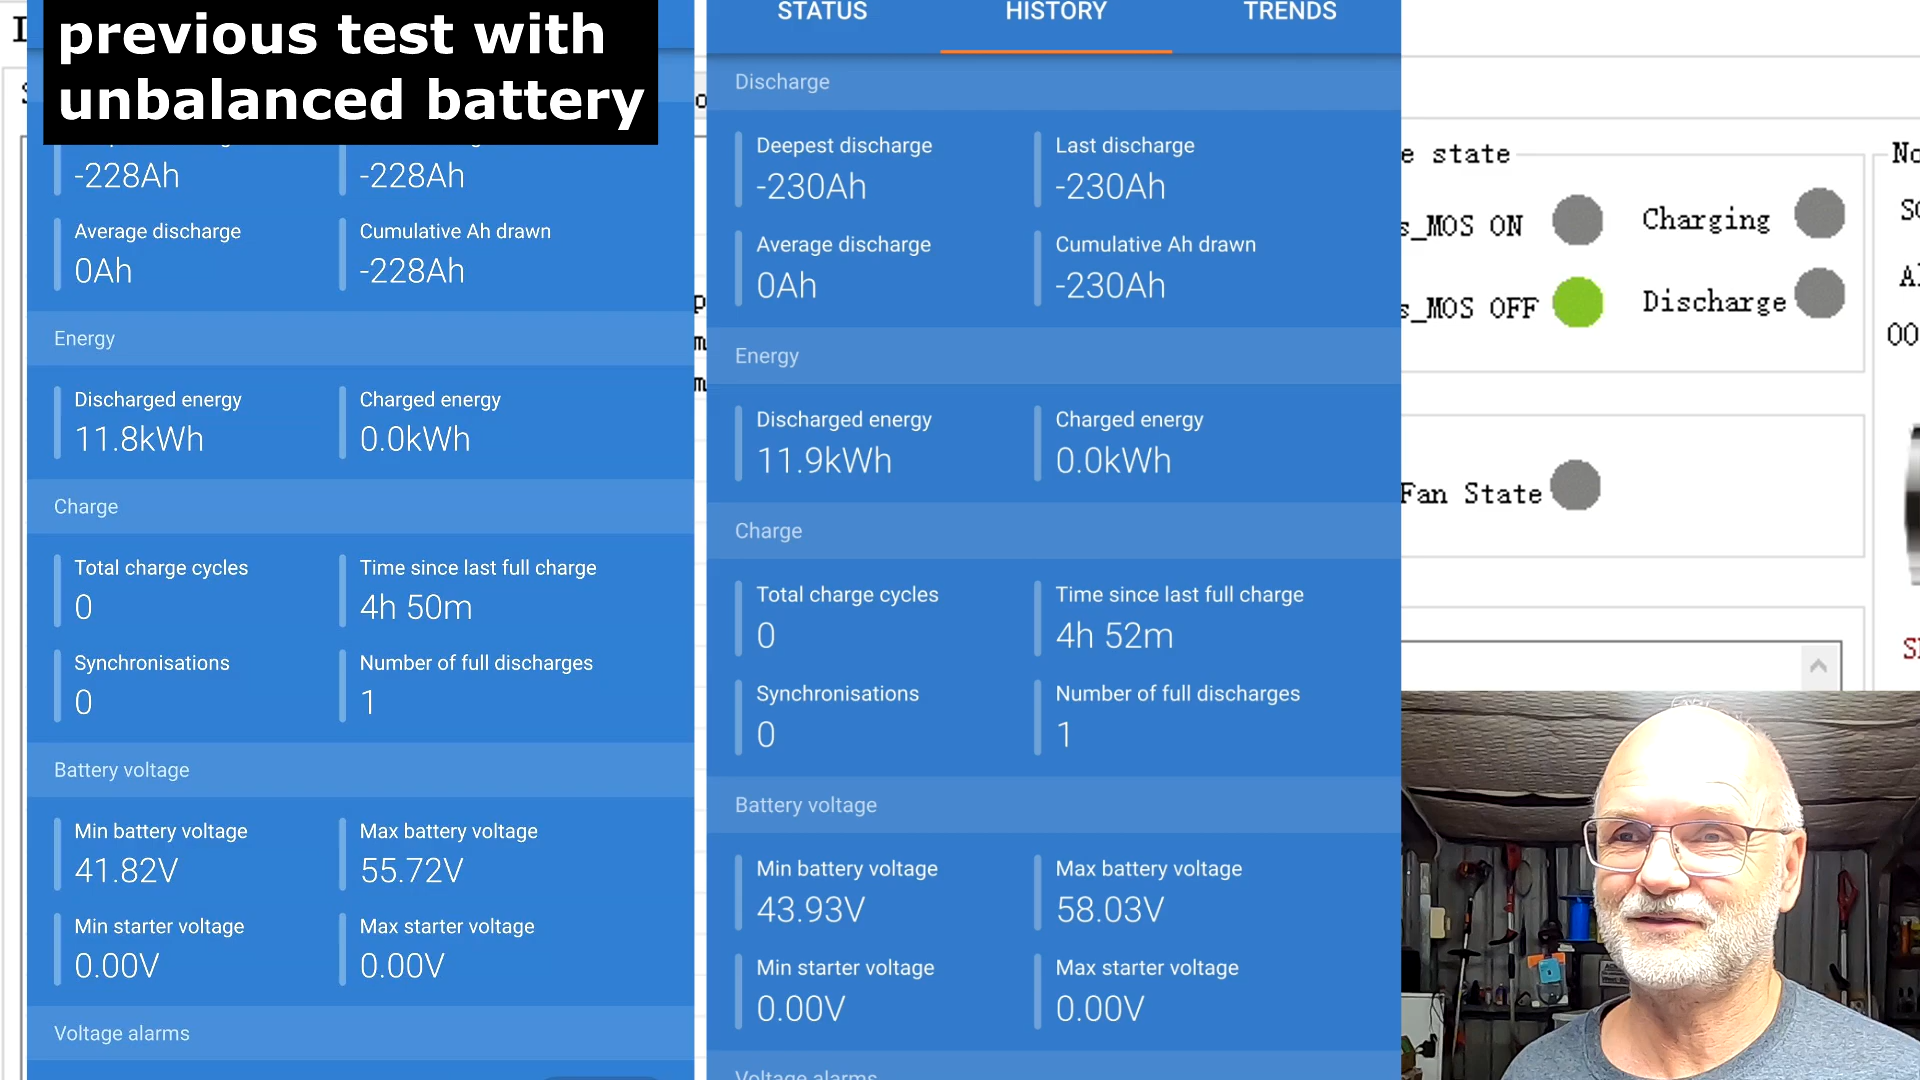 previous test with
unbalanced battery
-228Ah
-228Ah
Average discharge
Cumulative Ah drawn
0Ah
-228Ah
Energy
Discharged energy
Charged energy
11.8kWh
0.0kWh
Charge
Total charge cycles
Time since last full charge
0
4h 50m
Synchronisations
Number of full discharges
0
1
Battery voltage
Min battery voltage
Max battery voltage
41.82V
55.72V
Min starter voltage
Max starter voltage
0.00V
0.00V
Voltage alarms
STATUS
HISTORY
TRENDS
Discharge
Deepest discharge
Last discharge
-230Ah
-230Ah
Average discharge
Cumulative Ah drawn
0Ah
-230Ah
Energy
Discharged energy
Charged energy
11.9kWh
0.0kWh
Charge
Total charge cycles
Time since last full charge
0
4h 52m
Synchronisations
Number of full discharges
0
1
Battery voltage
Min battery voltage
Max battery voltage
43.93V
58.03V
Min starter voltage
Max starter voltage
0.00V
0.00V
Voltage alarms
e state
s_MOS ON
Charging
s_MOS OFF
Discharge
Fan State